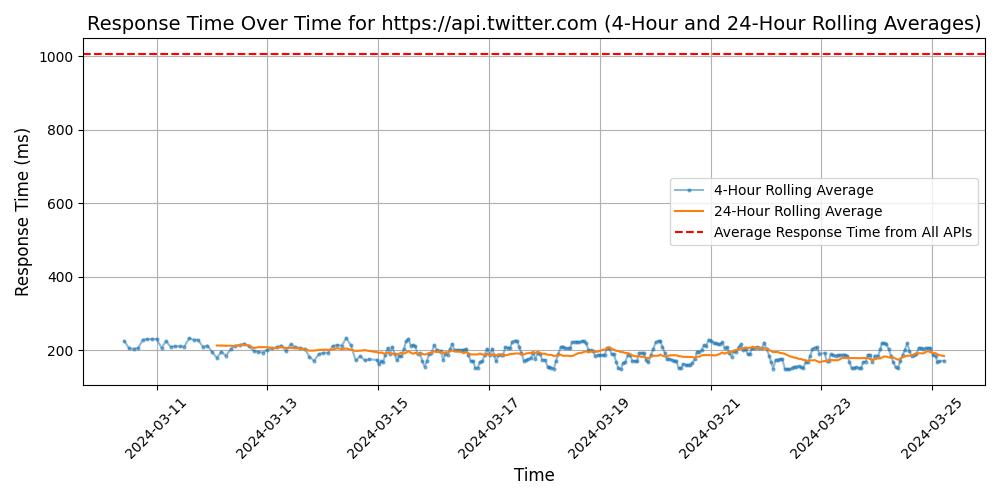 Response Time Over Time for https://api.twitter.com (4-Hour and 24-Hour Rolling Averages)
Response Time (ms)
1000
800
600
400
200
4-Hour Rolling Average
24-Hour Rolling Average
Average Response Time from All APIs
2024-03-11
2024-03-13
2024-03-15
2024-03-17
2024-03-19
2024-03-21
2024-03-23
2024-03-25
Time